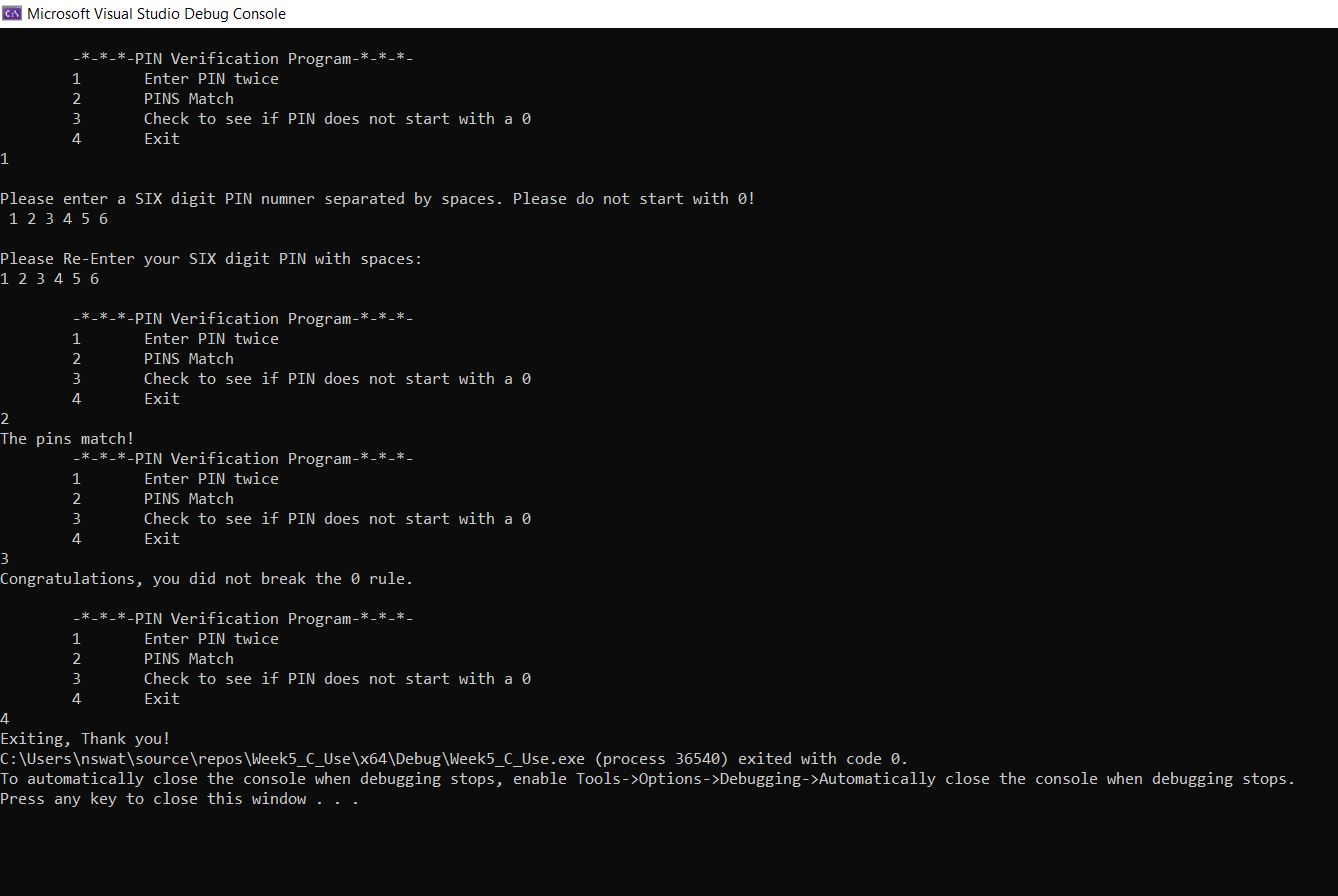 Microsoft Visual Studio Debug Console
-*-*-*-PIN Verification Program-*-*-*-
1 Enter PIN twice
2 PINS Match
3 Check to see if PIN does not start with a 0
4 Exit
1
Please enter a SIX digit PIN numner separated by spaces. Please do not start with 0!
1 2 3 4 5 6
Please Re-Enter your SIX digit PIN with spaces:
1 2 3 4 5 6
-*-*-*-PIN Verification Program-*-*-*-
1 Enter PIN twice
2 PINS Match
3 Check to see if PIN does not start with a 0
4 Exit
2
The pins match!
-*-*-*-PIN Verification Program-*-*-*-
1 Enter PIN twice
2 PINS Match
3 Check to see if PIN does not start with a 0
4 Exit
3
Congratulations, you did not break the 0 rule.
-*-*-*-PIN Verification Program-*-*-*-
1 Enter PIN twice
2 PINS Match
3 Check to see if PIN does not start with a 0
4 Exit
4
Exiting, Thank you!
C:\Users\nswat\source\repos\Week5_C_Use\x64\Debug\Week5_C_Use.exe (process 36540) exited with code 0.
To automatically close the console when debugging stops, enable Tools->Options->Debugging->Automatically close the console when debugging stops.
Press any key to close this window . . .